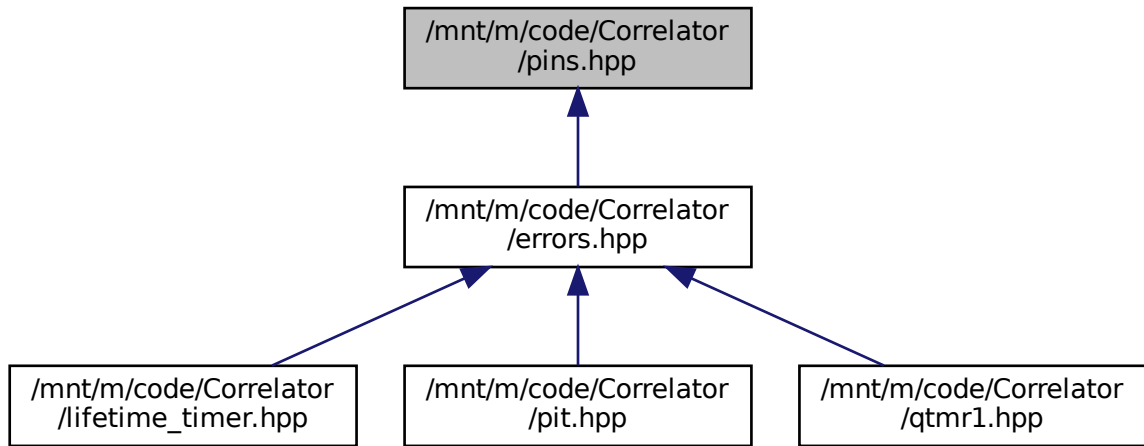 /mnt/m/code/Correlator
/pins.hpp
/mnt/m/code/Correlator
/errors.hpp
/mnt/m/code/Correlator
/lifetime_timer.hpp
/mnt/m/code/Correlator
/pit.hpp
/mnt/m/code/Correlator
/qtmr1.hpp